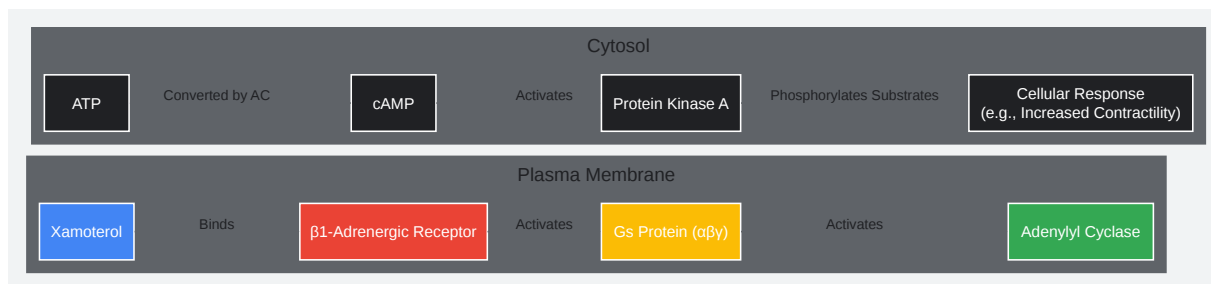 Cytosol
ATP
Converted by AC
cAMP
Activates
Protein Kinase A
Phosphorylates Substrates
Cellular Response
(e.g., Increased Contractility)
Plasma Membrane
Xamoterol
Binds
β1-Adrenergic Receptor
Activates
Gs Protein (αβγ)
Activates
Adenylyl Cyclase